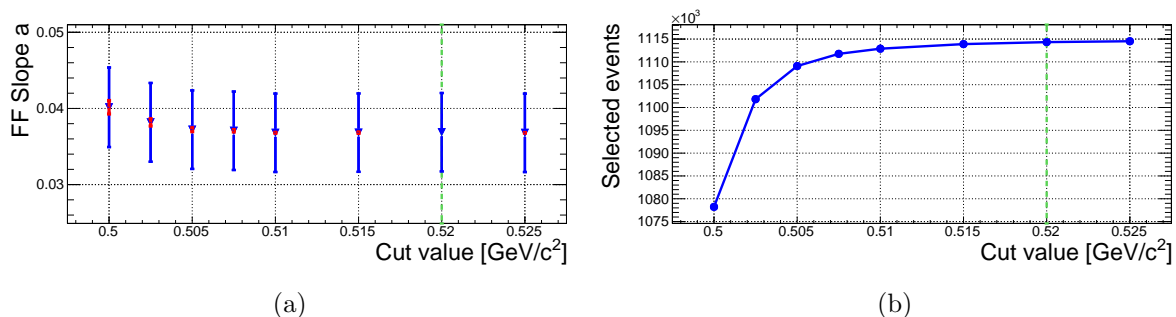 FF Slope a
0.05
0.04
0.03
0.5 0.505 0.51 0.515 0.52 0.525
Cut value [GeV/c²]
(a)
×10³
Selected events
1115
1110
1105
1100
1095
1090
1085
1080
1075
0.5 0.505 0.51 0.515 0.52 0.525
Cut value [GeV/c²]
(b)